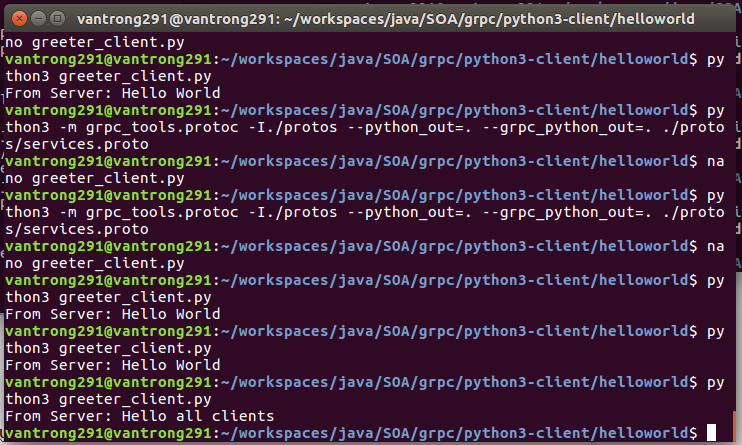 vantrong291@vantrong291: ~/workspaces/java/SOA/grpc/python3-client/helloworld
no greeter_client.py
vantrong291@vantrong291:~/workspaces/java/SOA/grpc/python3-client/helloworld$ py
thon3 greeter_client.py
From Server: Hello World
vantrong291@vantrong291:~/workspaces/java/SOA/grpc/python3-client/helloworld$ py
thon3 -m grpc_tools.protoc -I./protos --python_out=. --grpc_python_out=. ./proto
s/services.proto
vantrong291@vantrong291:~/workspaces/java/SOA/grpc/python3-client/helloworld$ na
no greeter_client.py
vantrong291@vantrong291:~/workspaces/java/SOA/grpc/python3-client/helloworld$ py
thon3 -m grpc_tools.protoc -I./protos --python_out=. --grpc_python_out=. ./proto
s/services.proto
vantrong291@vantrong291:~/workspaces/java/SOA/grpc/python3-client/helloworld$ na
no greeter_client.py
vantrong291@vantrong291:~/workspaces/java/SOA/grpc/python3-client/helloworld$ py
thon3 greeter_client.py
From Server: Hello World
vantrong291@vantrong291:~/workspaces/java/SOA/grpc/python3-client/helloworld$ py
thon3 greeter_client.py
From Server: Hello World
vantrong291@vantrong291:~/workspaces/java/SOA/grpc/python3-client/helloworld$ py
thon3 greeter_client.py
From Server: Hello all clients
vantrong291@vantrong291:~/workspaces/java/SOA/grpc/python3-client/helloworld$